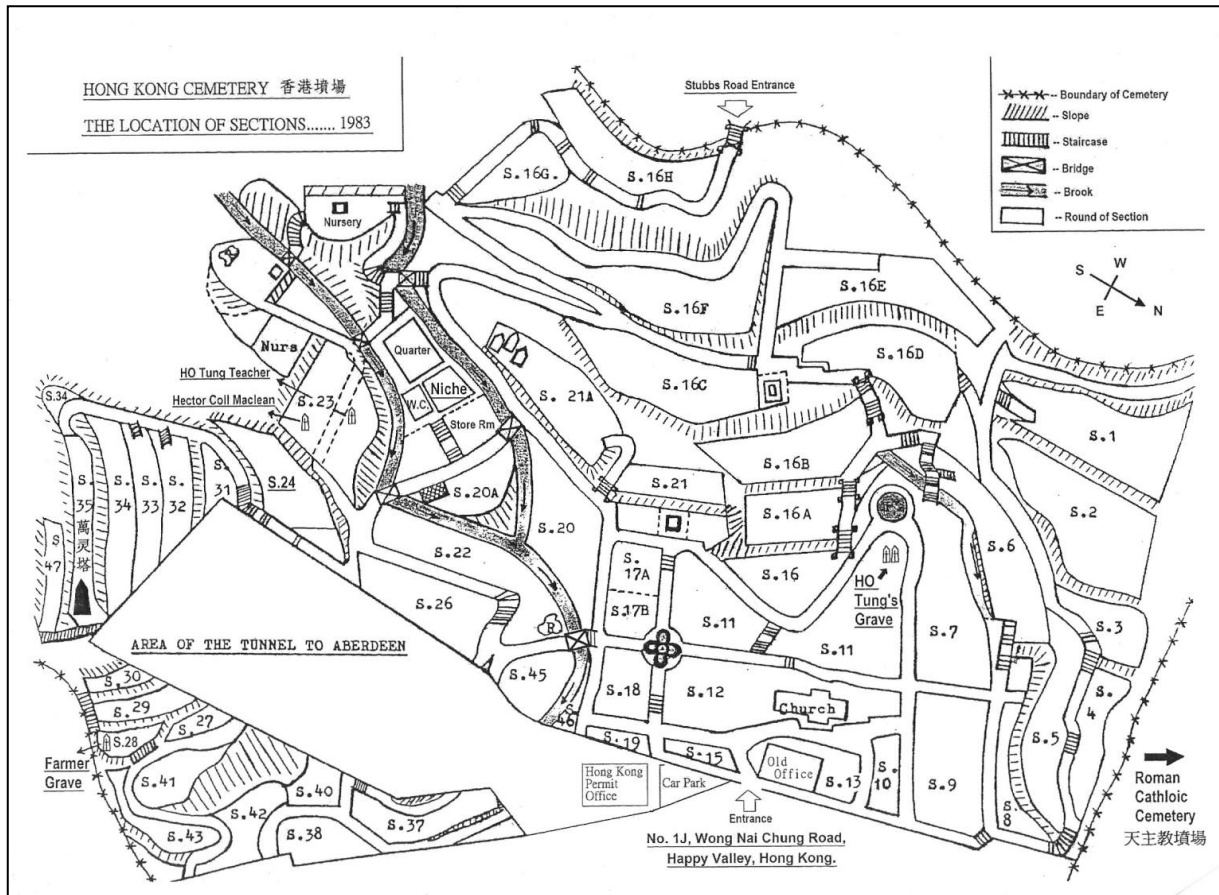 HONG KONG CEMETERY 香港墳場
THE LOCATION OF SECTIONS....... 1983
Stubbs Road Entrance
-- Boundary of Cemetery
-- Slope
-- Staircase
-- Bridge
-- Brook
-- Round of Section
S
W
E
N
S.16G.
S.16H
Nursery
S.16F
S.16E
S.16D
Quarter
Niche
W.C.
Store Rm
Nurs
HO Tung Teacher
Hector Coll Maclean
S.23
S. 21A
S.16C
S.1
S.34
S.16B
S.21
S.16A
S.2
S.
35
萬灵塔
S.
34
S.
33
S.
32
S.
31
S.24
S.20A
S.20
S.6
S
47
S.22
S.
17A
S.17B
S.16
HO
Tung's
Grave
S.26
R
S.11
S.11
S.7
S.3
AREA OF THE TUNNEL TO ABERDEEN
S.45
S.
46
S.18
S.12
Church
S.
4
S.5
S.30
S.29
S.27
S.28
Farmer
Grave
S.19
S.15
Old
Office
S.13
S.
10
S.9
S.
8
Hong Kong
Permit
Office
Car Park
Entrance
No. 1J, Wong Nai Chung Road,
Happy Valley, Hong Kong.
Roman
Cathloic
Cemetery
天主教墳場
S.41
S.40
S.42
S.37
S.43
S.38